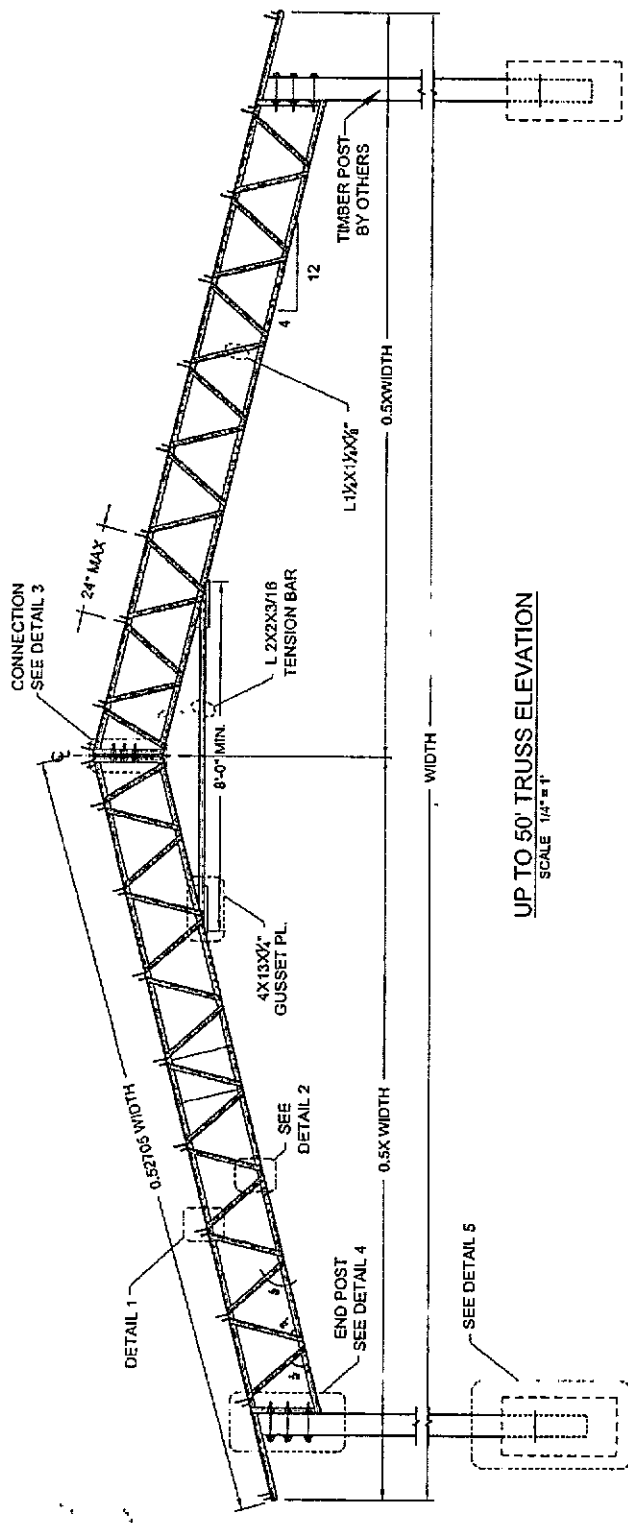 CONNECTION
SEE DETAIL 3
℄
24" MAX
0.52705 WIDTH
DETAIL 1
SEE
DETAIL 2
END POST
SEE DETAIL 4
SEE DETAIL 5
4X13X¼"
GUSSET PL.
L 2X2X3/16
TENSION BAR
8'-0" MIN.
L1½X1½X⅛"
4
12
TIMBER POST
BY OTHERS
0.5X WIDTH
0.5XWIDTH
WIDTH
UP TO 50' TRUSS ELEVATION
SCALE 1/4" = 1'